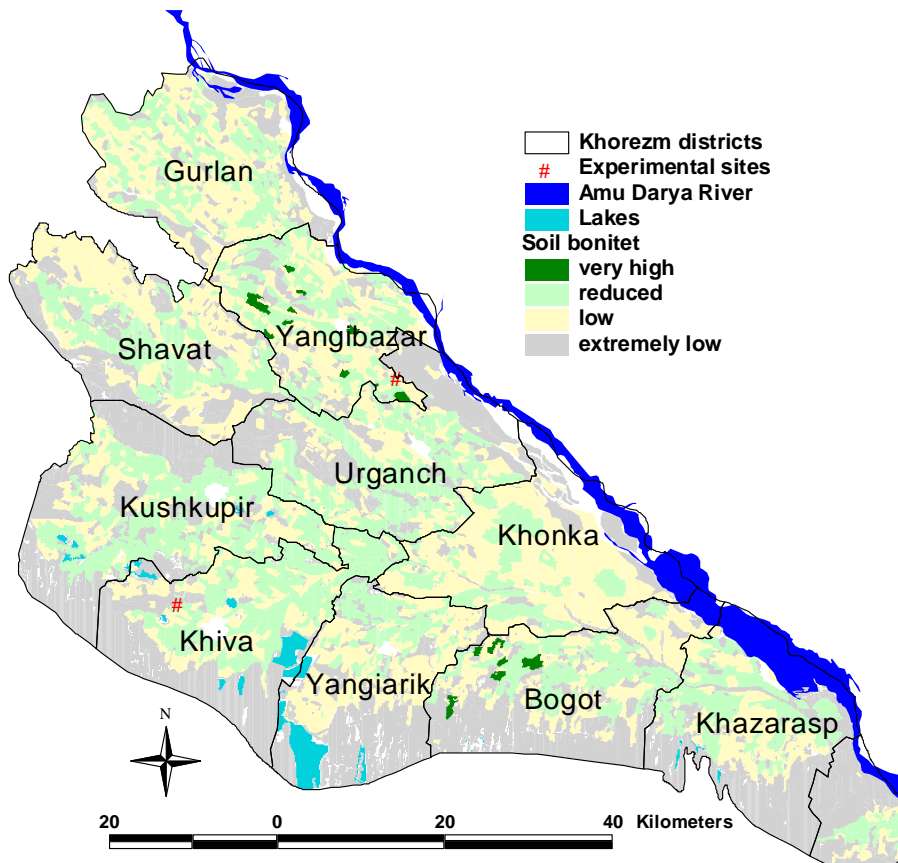 Khorezm districts
# Experimental sites
Amu Darya River
Lakes
Soil bonitet
very high
reduced
low
extremely low
Gurlan
Yangibazar
Shavat
#
Urganch
Kushkupir
Khonka
#
Khiva
Yangiarik
Bogot
Khazarasp
N
20 0 20 40 Kilometers